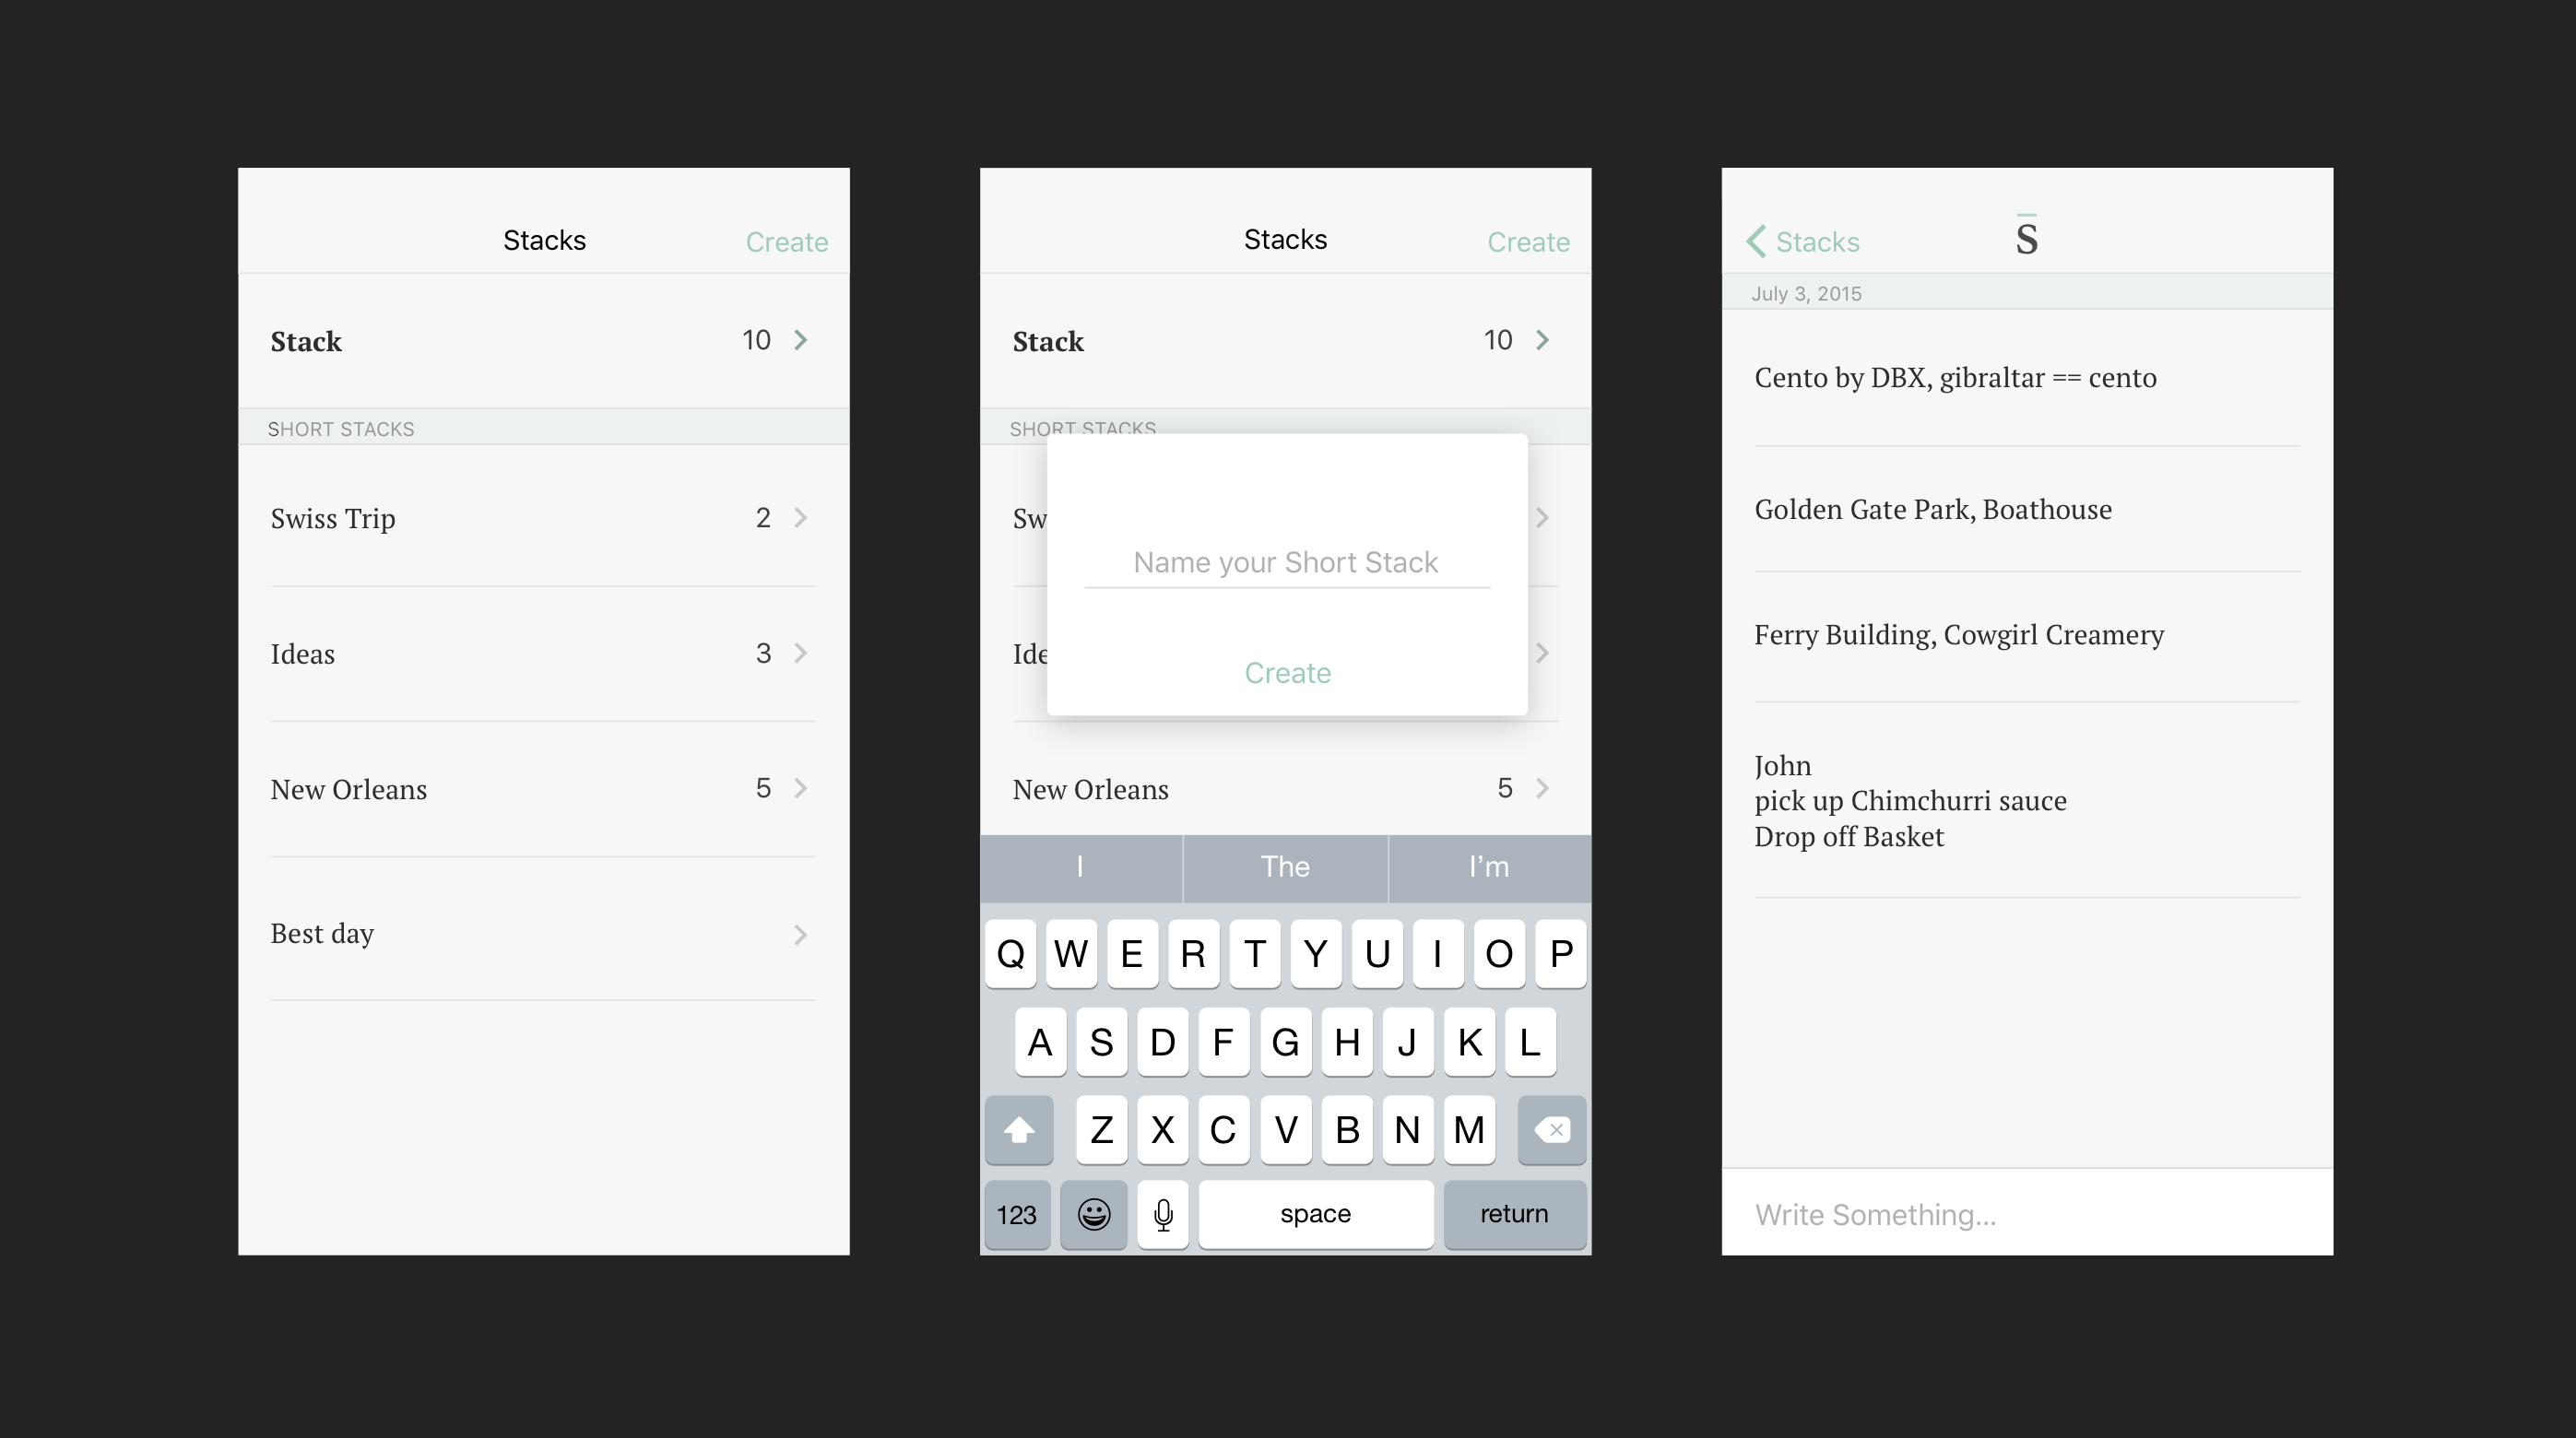 Stacks
Create
Stack 10
SHORT STACKS
Swiss Trip 2
Ideas 3
New Orleans 5
Best day
Stacks
Create
Stack 10
SHORT STACKS
Sw
Name your Short Stack
Ide
Create
New Orleans 5
I The I’m
Q W E R T Y U I O P
A S D F G H J K L
Z X C V B N M
123 space return
Stacks
S
July 3, 2015
Cento by DBX, gibraltar == cento
Golden Gate Park, Boathouse
Ferry Building, Cowgirl Creamery
John
pick up Chimchurri sauce
Drop off Basket
Write Something...